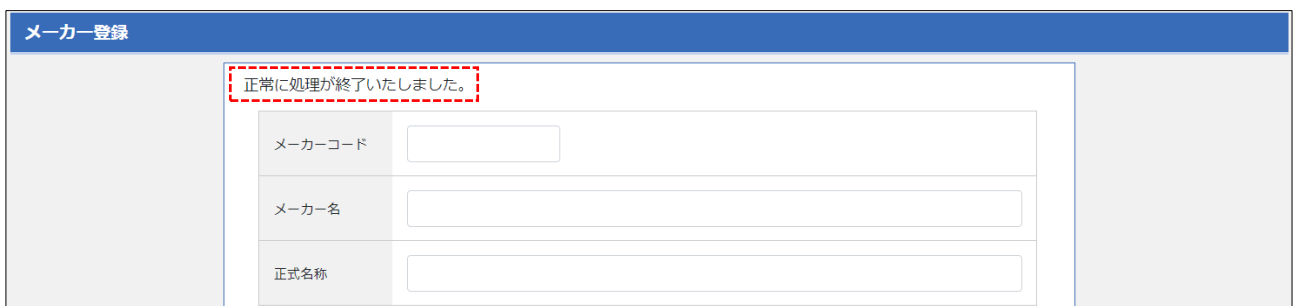 メーカー登録
正常に処理が終了いたしました。
メーカーコード
メーカー名
正式名称